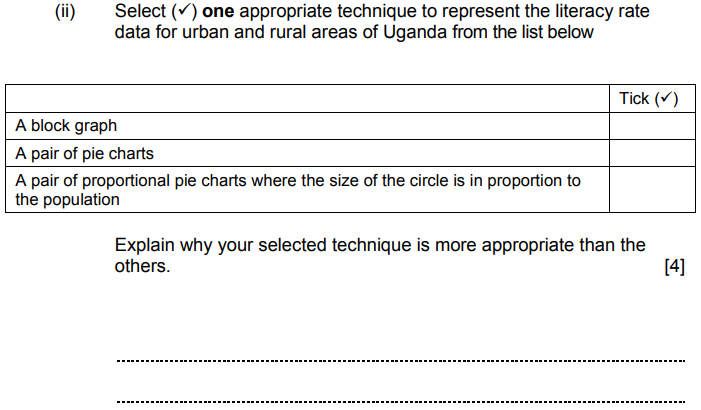 (ii) Select (✓) one appropriate technique to represent the literacy rate
data for urban and rural areas of Uganda from the list below
Tick (✓)
A block graph
A pair of pie charts
A pair of proportional pie charts where the size of the circle is in proportion to
the population
Explain why your selected technique is more appropriate than the
others. [4]